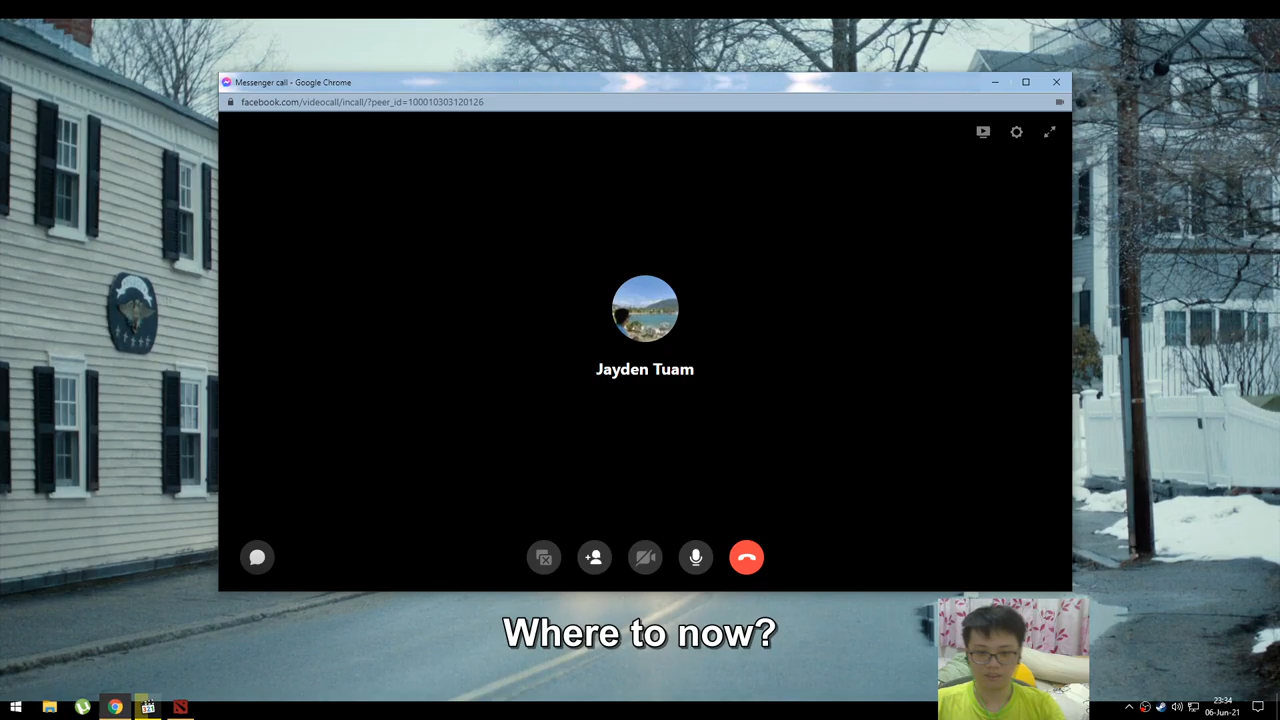 Messenger call - Google Chrome
facebook.com/videocall/incall/?peer_id=100010303120126
Jayden Tuam
Where to now?
23:34
06-Jun-21